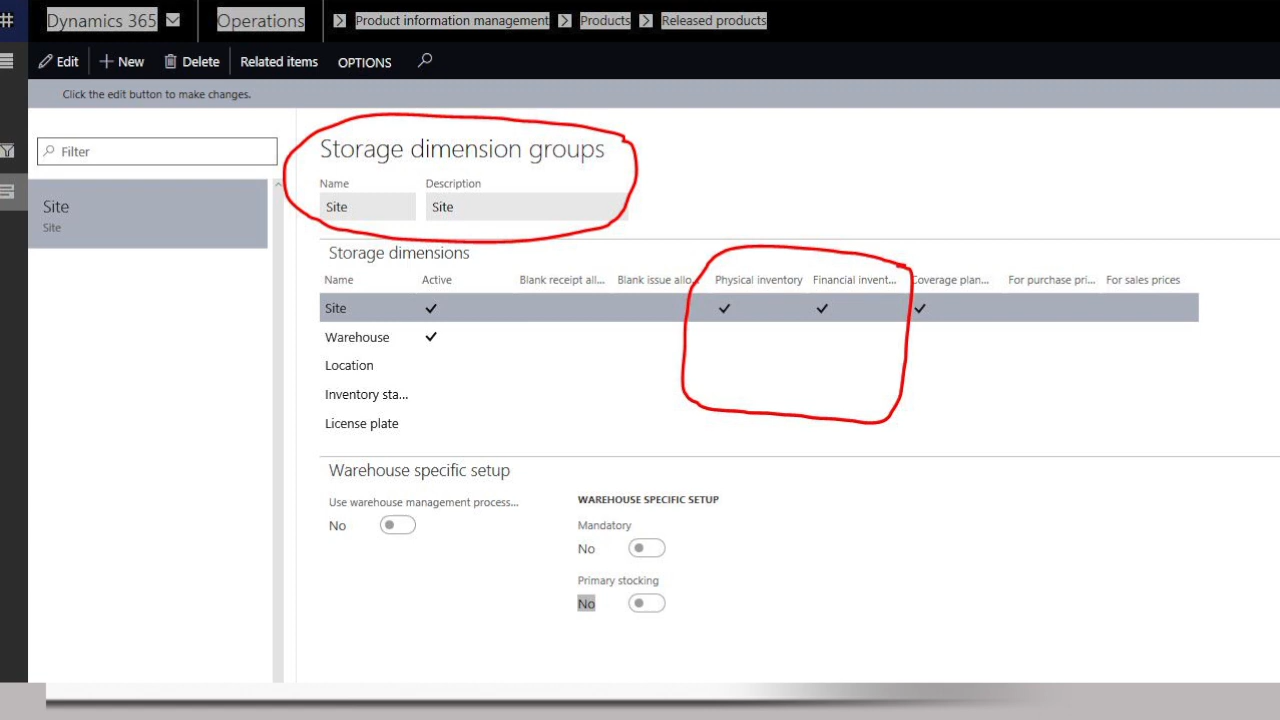 Dynamics 365 Operations Product information management Products Released products
Edit New Delete Related items OPTIONS
Click the edit button to make changes.
Filter
Site
Site
Storage dimension groups
Name Description
Site Site
Storage dimensions
Name Active Blank receipt all... Blank issue allo... Physical inventory Financial invent... Coverage plan... For purchase pri... For sales prices
Site
Warehouse
Location
Inventory sta...
License plate
Warehouse specific setup
Use warehouse management process...
No
WAREHOUSE SPECIFIC SETUP
Mandatory
No
Primary stocking
No